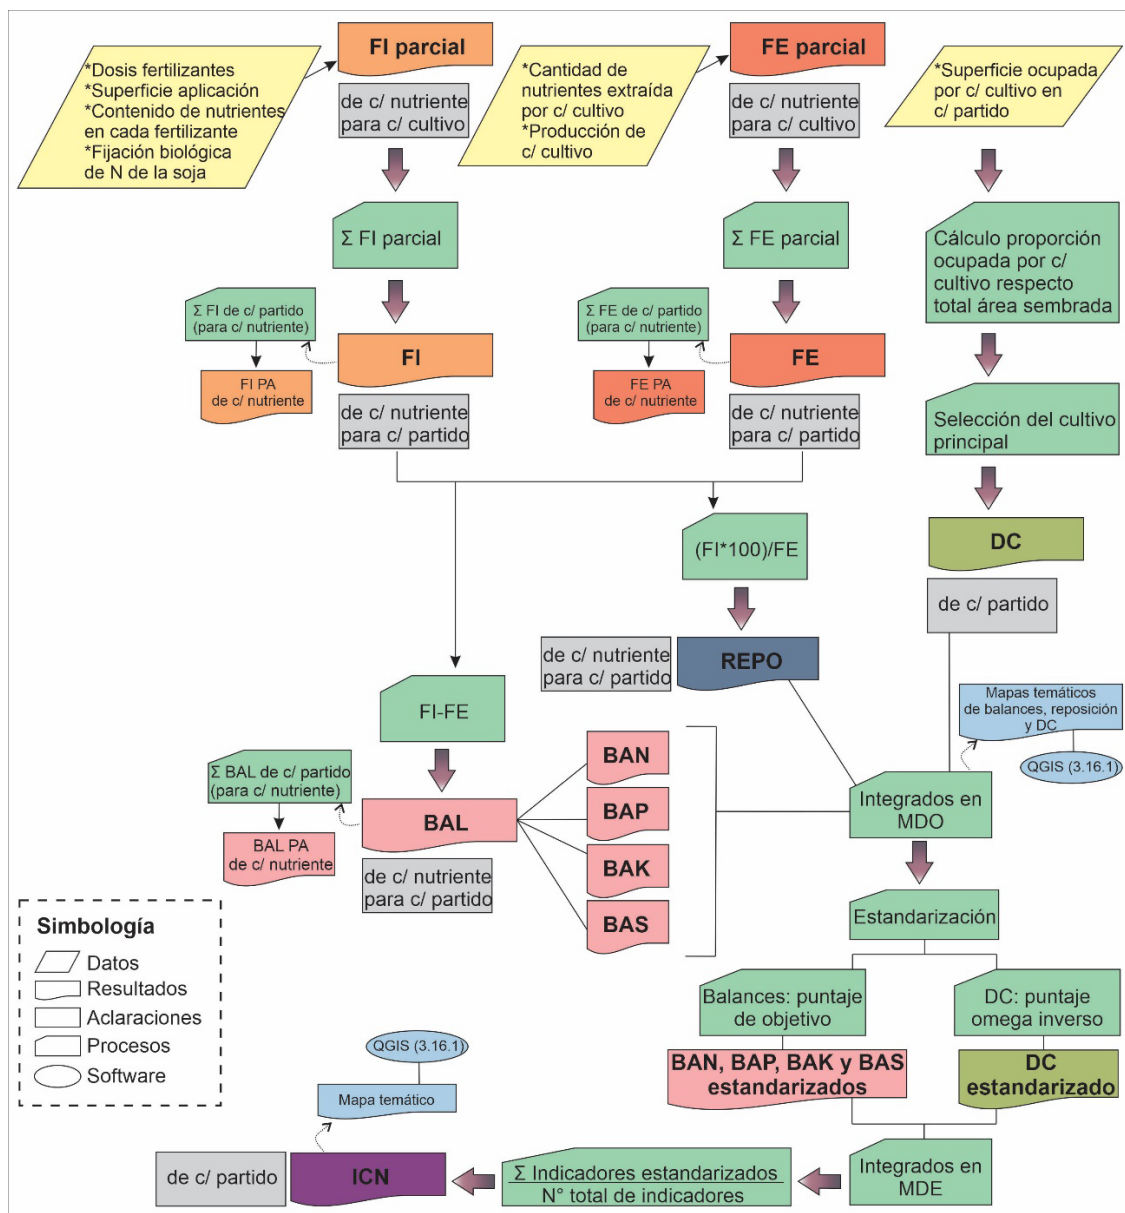 *Dosis fertilizantes
*Superficie aplicación
*Contenido de nutrientes
en cada fertilizante
*Fijación biológica
de N de la soja
FI parcial
de c/ nutriente
para c/ cultivo
*Cantidad de
nutrientes extraída
por c/ cultivo
*Producción de
c/ cultivo
FE parcial
de c/ nutriente
para c/ cultivo
*Superficie ocupada
por c/ cultivo en
c/ partido
Σ FI parcial
Σ FE parcial
Cálculo proporción
ocupada por c/
cultivo respecto
total área sembrada
Σ FI de c/ partido
(para c/ nutriente)
FI
FI PA
de c/ nutriente
de c/ nutriente
para c/ partido
Σ FE de c/ partido
(para c/ nutriente)
FE
FE PA
de c/ nutriente
de c/ nutriente
para c/ partido
Selección del cultivo
principal
(FI*100)/FE
DC
de c/ partido
de c/ nutriente
para c/ partido
REPO
Mapas temáticos
de balances, reposición
y DC
QGIS (3.16.1)
FI-FE
Σ BAL de c/ partido
(para c/ nutriente)
BAL
BAL PA
de c/ nutriente
de c/ nutriente
para c/ partido
BAN
BAP
BAK
BAS
Integrados en
MDO
Estandarización
Balances: puntaje
de objetivo
DC: puntaje
omega inverso
BAN, BAP, BAK y BAS
estandarizados
DC
estandarizado
Integrados en
MDE
Σ Indicadores estandarizados
N° total de indicadores
ICN
de c/ partido
Mapa temático
QGIS (3.16.1)
Simbología
Datos
Resultados
Aclaraciones
Procesos
Software